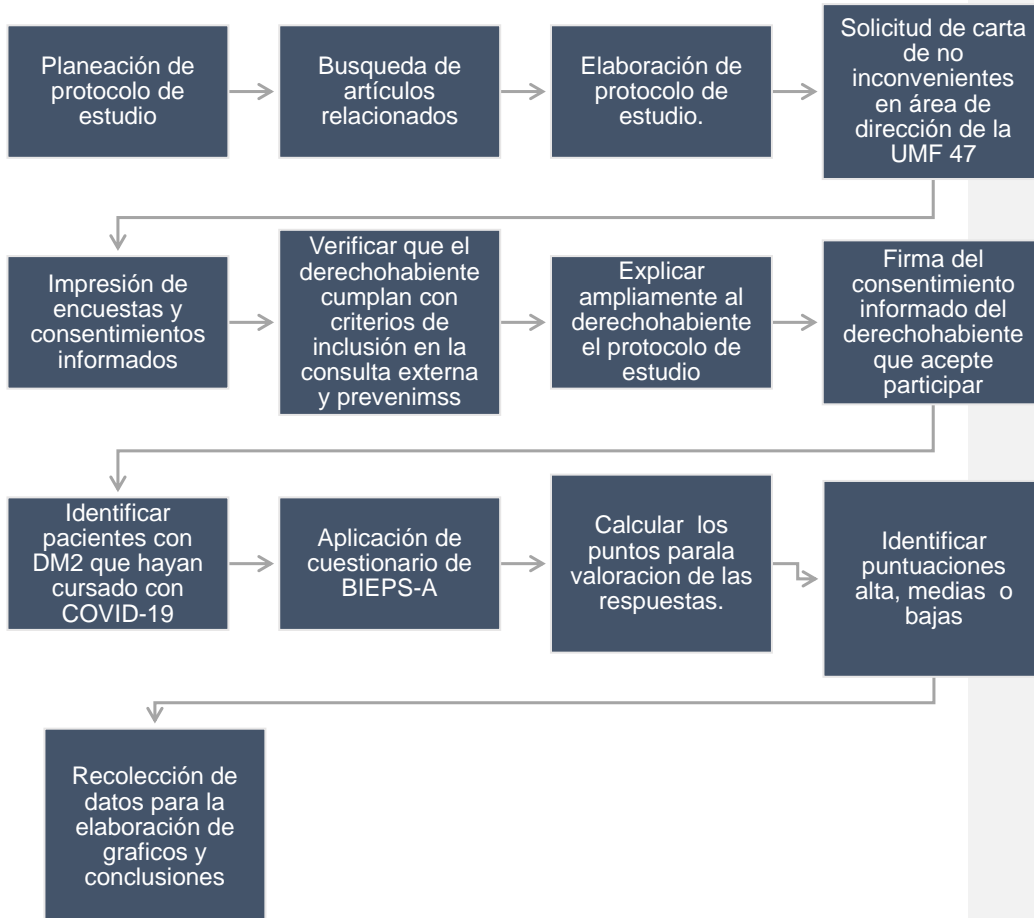 Planeación de
protocolo de
estudio
Busqueda de
artículos
relacionados
Elaboración de
protocolo de
estudio.
Solicitud de carta
de no
inconvenientes
en área de
dirección de la
UMF 47
Impresión de
encuestas y
consentimientos
informados
Verificar que el
derechohabiente
cumplan con
criterios de
inclusión en la
consulta externa
y prevenimss
Explicar
ampliamente al
derechohabiente
el protocolo de
estudio
Firma del
consentimiento
informado del
derechohabiente
que acepte
participar
Identificar
pacientes con
DM2 que hayan
cursado con
COVID-19
Aplicación de
cuestionario de
BIEPS-A
Calcular los
puntos parala
valoracion de las
respuestas.
Identificar
puntuaciones
alta, medias o
bajas
Recolección de
datos para la
elaboración de
graficos y
conclusiones